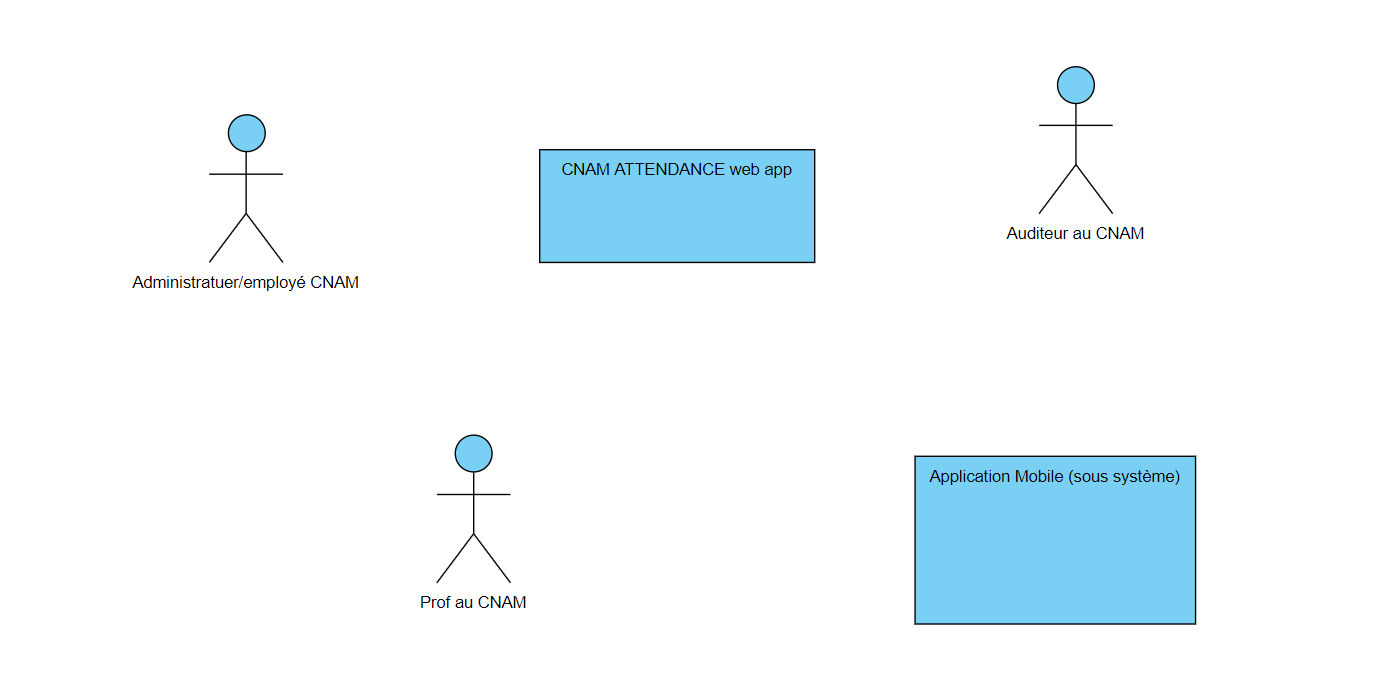 CNAM ATTENDANCE web app
Auditeur au CNAM
Administratuer/employé CNAM
Application Mobile (sous système)
Prof au CNAM